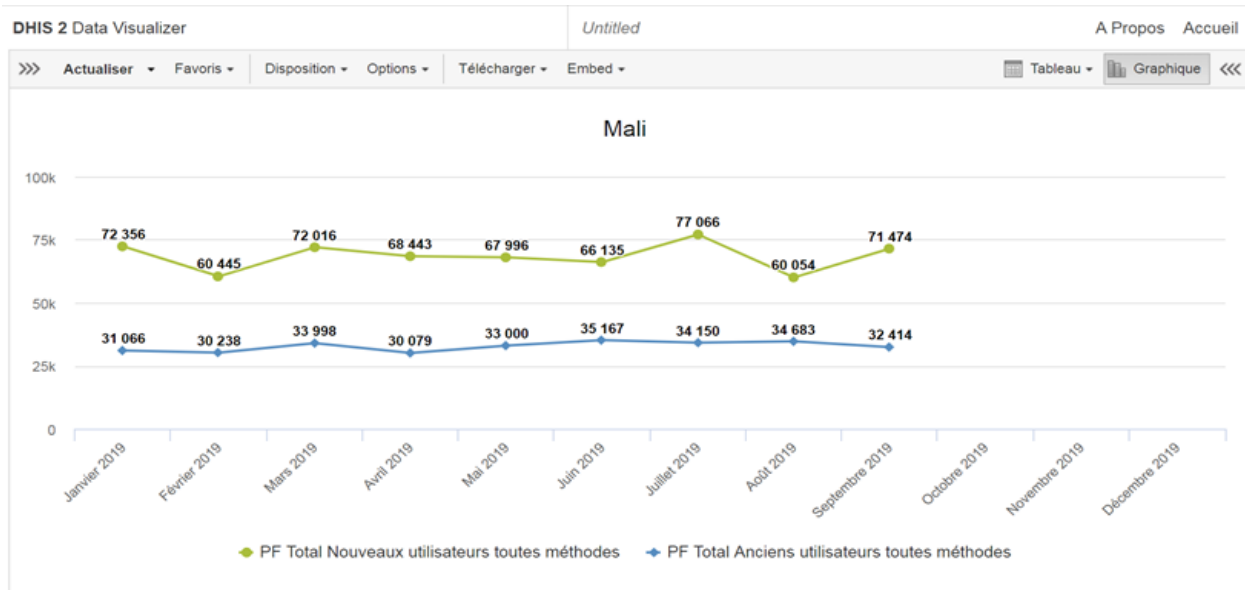 DHIS 2 Data Visualizer Untitled A Propos Accueil
Actualiser Favoris Disposition Options Télécharger Embed Tableau Graphique
Mali
100k
75k
50k
25k
0
72 356 60 445 72 016 68 443 67 996 66 135 77 066 60 054 71 474
31 066 30 238 33 998 30 079 33 000 35 167 34 150 34 683 32 414
Janvier 2019 Février 2019 Mars 2019 Avril 2019 Mai 2019 Juin 2019 Juillet 2019 Août 2019 Septembre 2019 Octobre 2019 Novembre 2019 Décembre 2019
PF Total Nouveaux utilisateurs toutes méthodes PF Total Anciens utilisateurs toutes méthodes